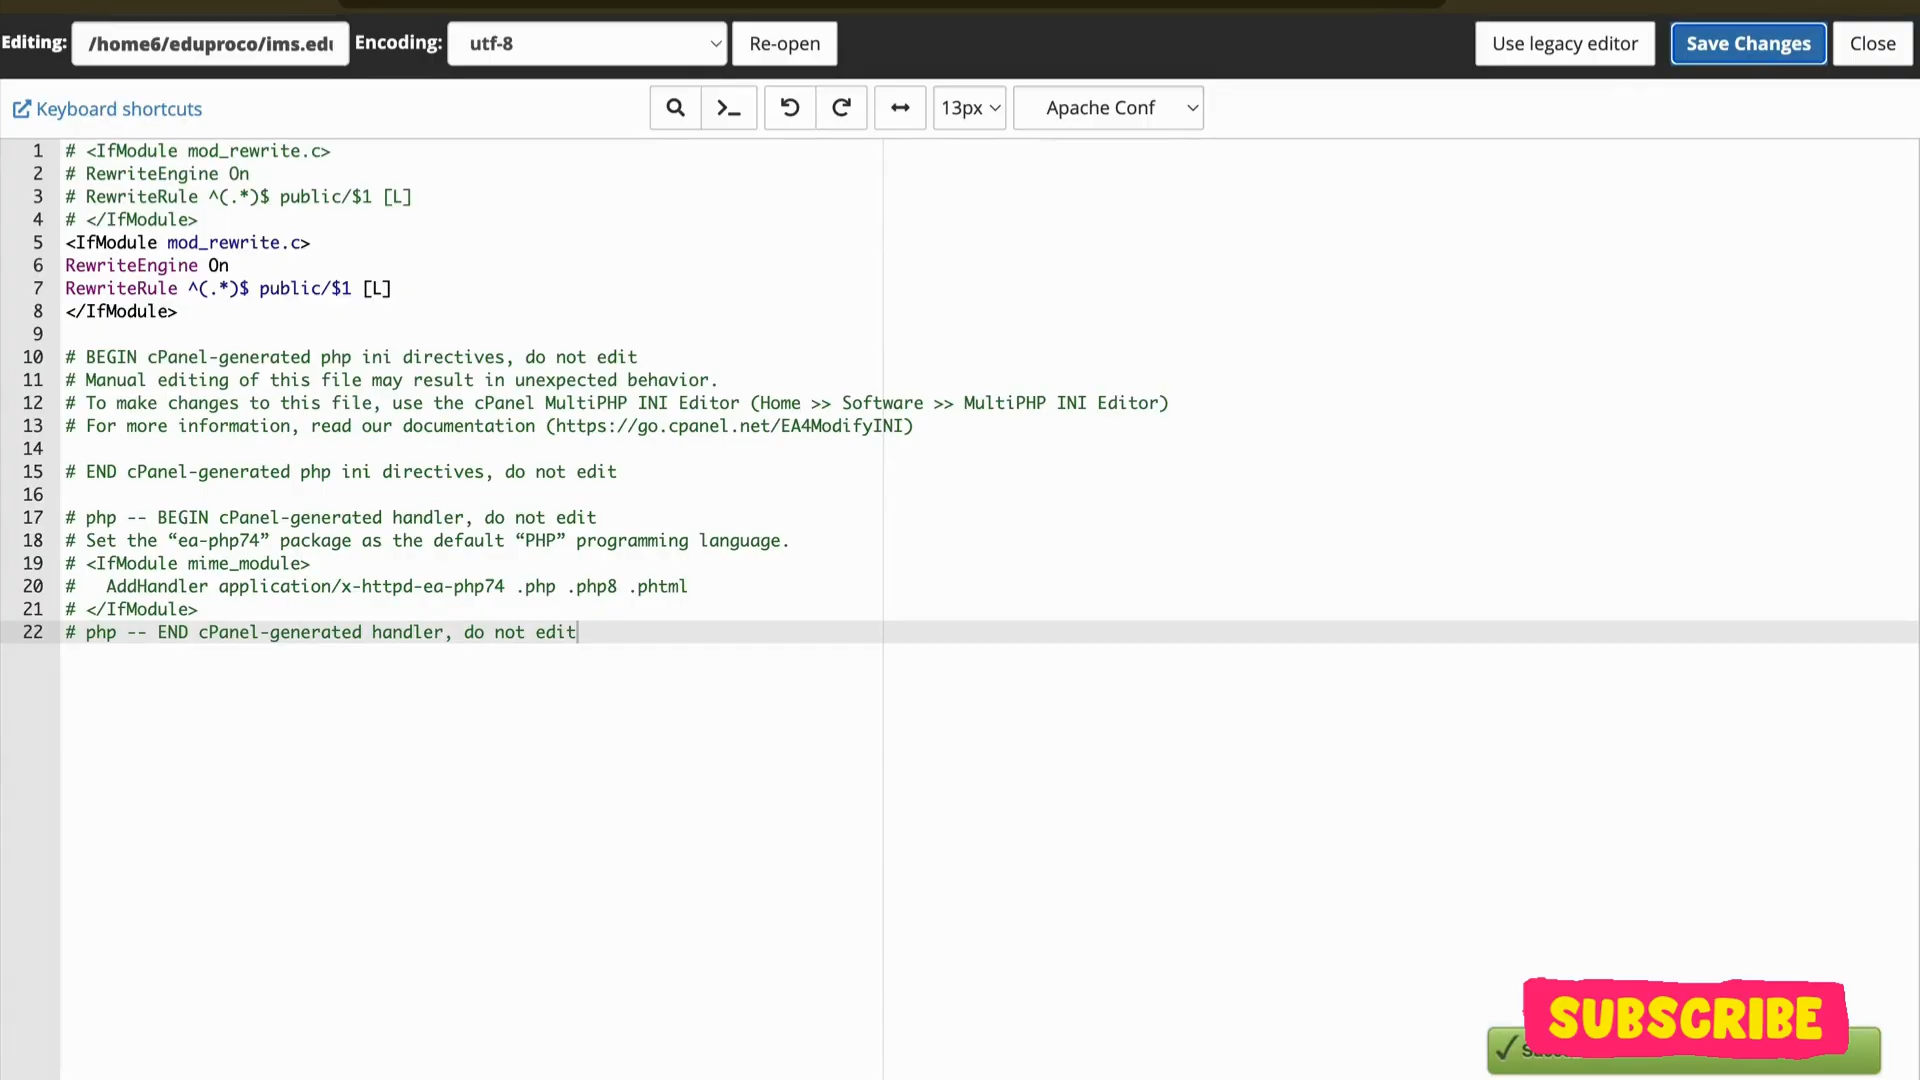 Editing: /home6/eduproco/ims.edu Encoding: utf-8 Re-open Use legacy editor Save Changes Close
Keyboard shortcuts 13px Apache Conf
1 # <IfModule mod_rewrite.c>
2 # RewriteEngine On
3 # RewriteRule ^(.*)$ public/$1 [L]
4 # </IfModule>
5 <IfModule mod_rewrite.c>
6 RewriteEngine On
7 RewriteRule ^(.*)$ public/$1 [L]
8 </IfModule>
9
10 # BEGIN cPanel-generated php ini directives, do not edit
11 # Manual editing of this file may result in unexpected behavior.
12 # To make changes to this file, use the cPanel MultiPHP INI Editor (Home >> Software >> MultiPHP INI Editor)
13 # For more information, read our documentation (https://go.cpanel.net/EA4ModifyINI)
14
15 # END cPanel-generated php ini directives, do not edit
16
17 # php -- BEGIN cPanel-generated handler, do not edit
18 # Set the “ea-php74” package as the default “PHP” programming language.
19 # <IfModule mime_module>
20 #   AddHandler application/x-httpd-ea-php74 .php .php8 .phtml
21 # </IfModule>
22 # php -- END cPanel-generated handler, do not edit
SUBSCRIBE